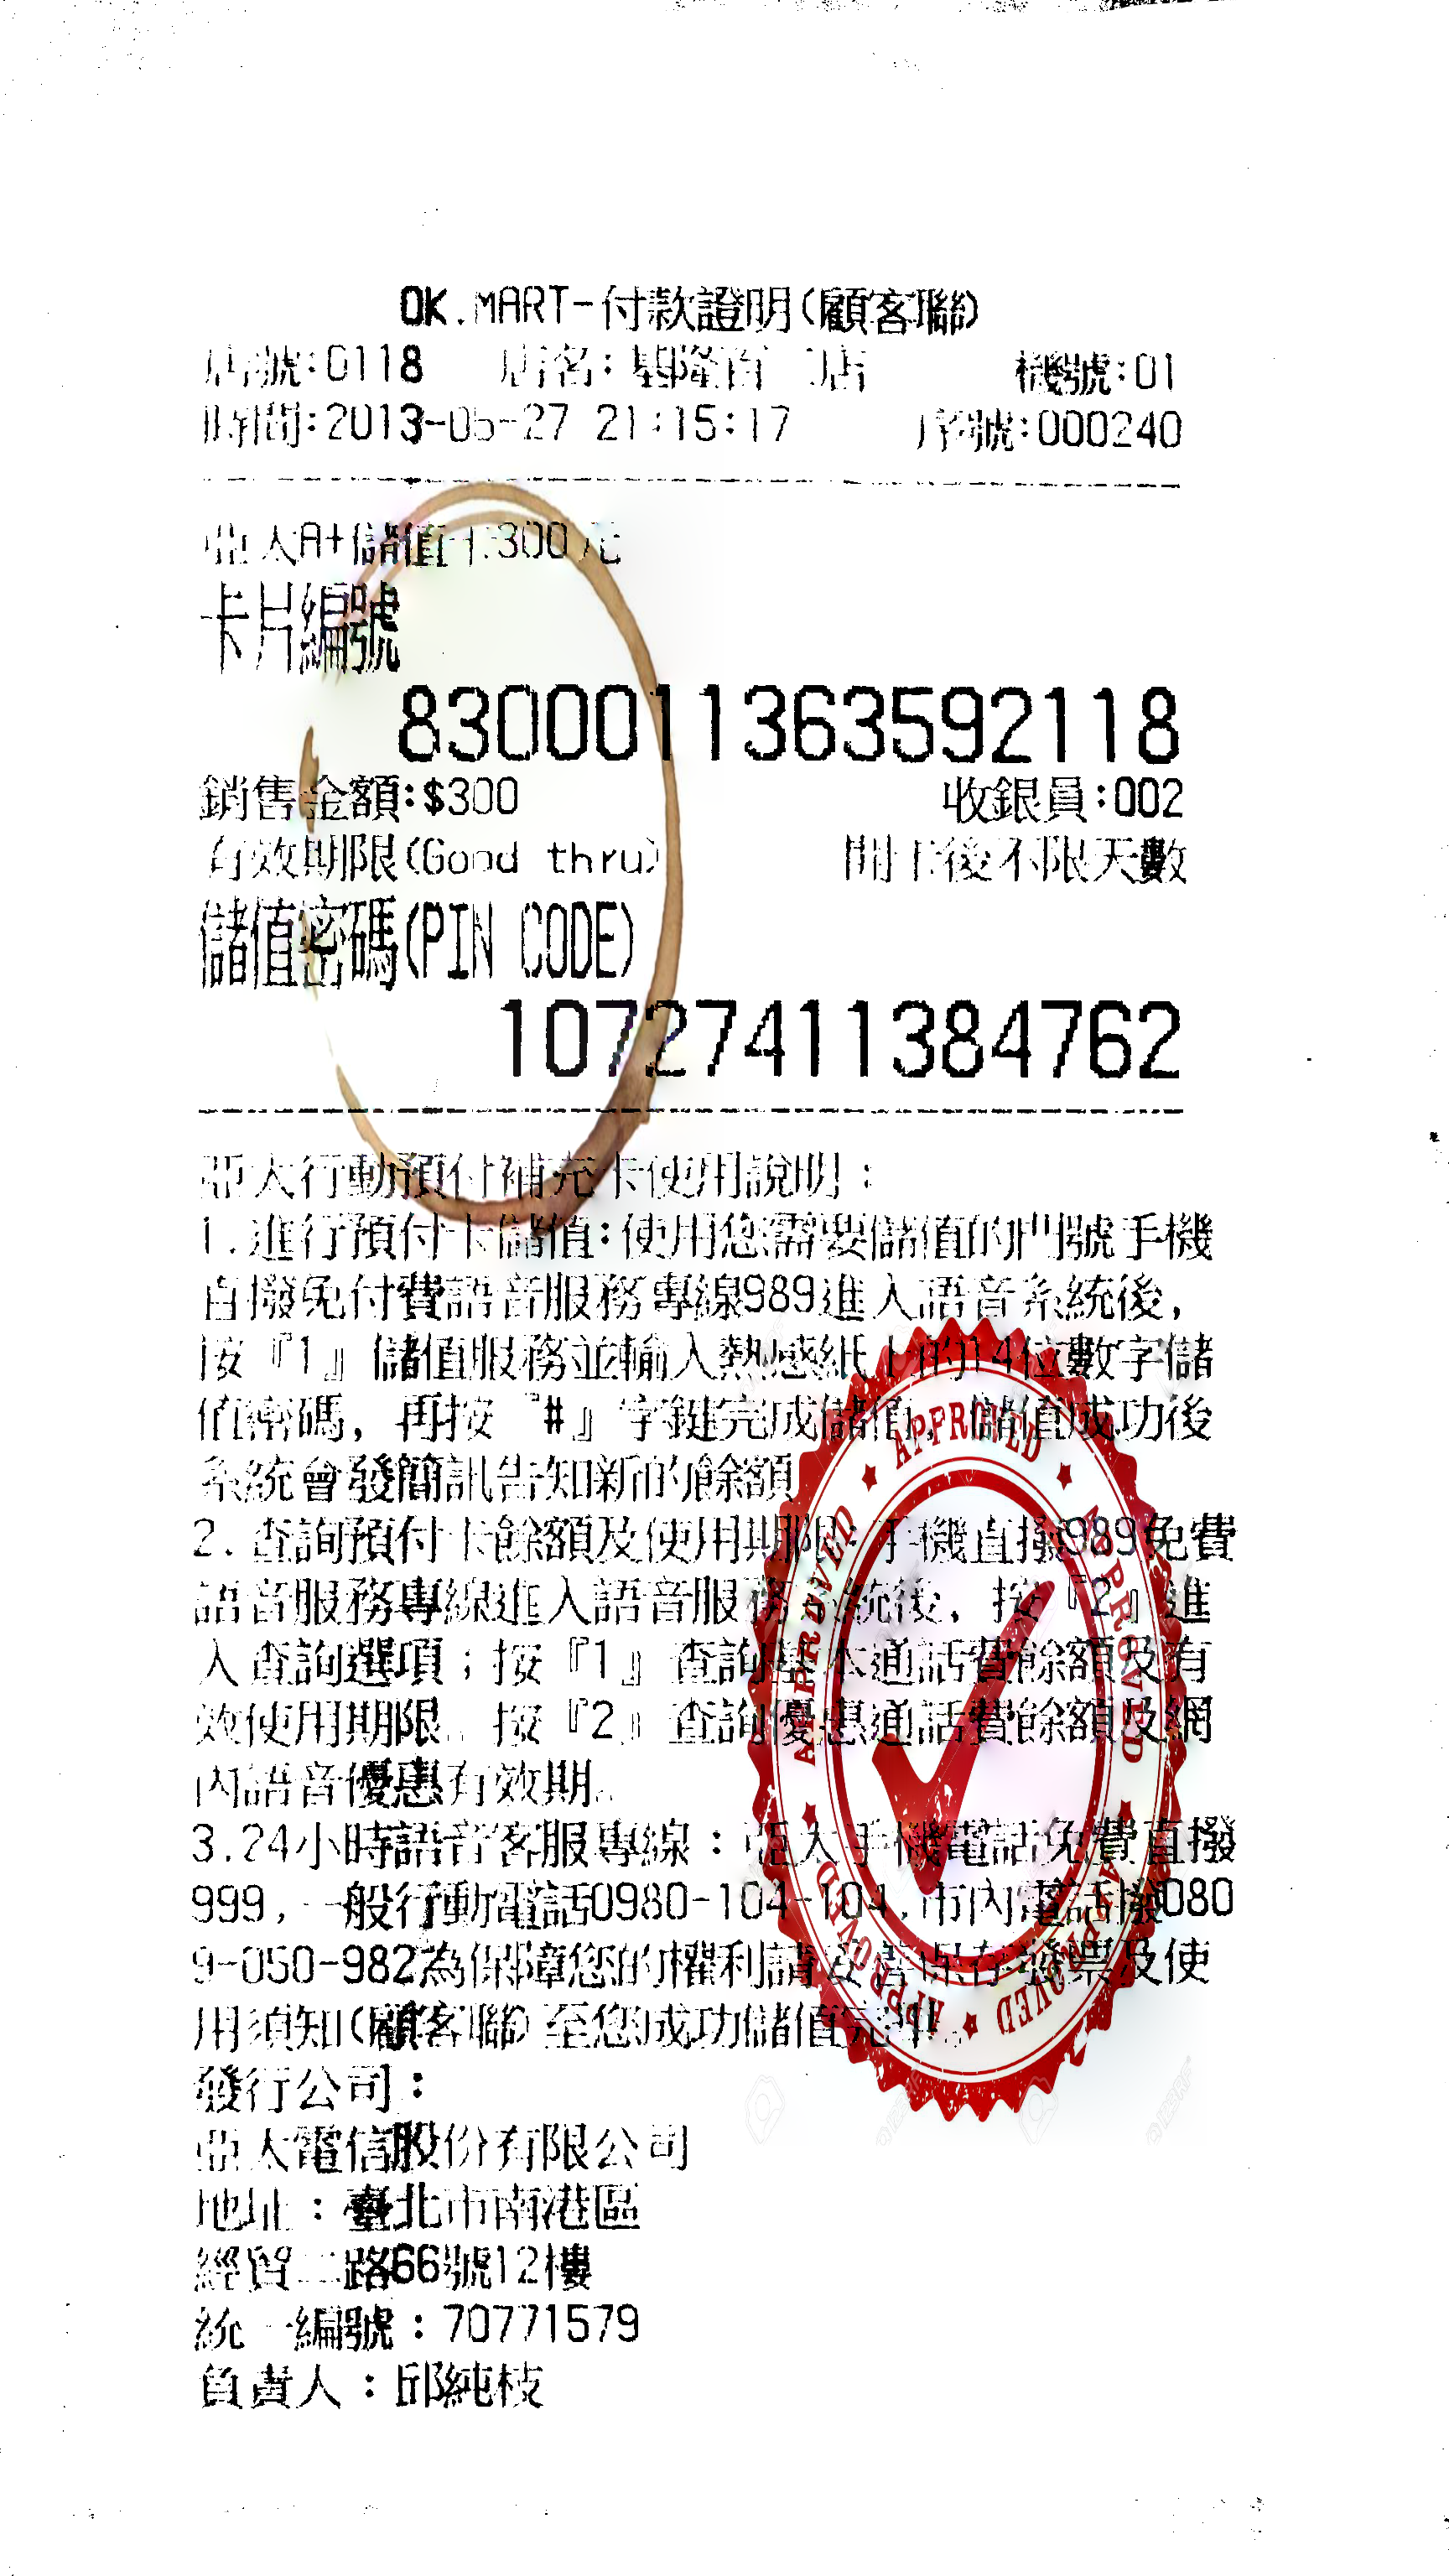 OK.MART-付款證明(顧客聯)
店號:0118 店名:基隆百二店 機號:01
時間:2013-05-27 21:15:17 序號:000240
亞太A+儲值卡300元
卡片編號
8300011363592118
銷售金額:$300 收銀員:002
有效期限(Good thru) 開卡後不限天數
儲值密碼(PIN CODE)
10727411384762
亞太行動預付補充卡使用說明:
1.進行預付卡儲值:使用您需要儲值的門號手機
直撥免付費語音服務專線989進入語音系統後,
按『1』儲值服務並輸入熱感紙上的14位數字儲
值密碼, 再按『#』字鍵完成儲值, 儲值成功後
系統會發簡訊告知新的餘額
2.查詢預付卡餘額及使用期限:手機直撥989免費
語音服務專線進入語音服務系統後, 按『2』進
入查詢選項;按『1』查詢基本通話費餘額及有
效使用期限。按『2』查詢優惠通話費餘額及網
內語音優惠有效期。
3.24小時語音客服專線:亞太手機電話免費直撥
999,一般行動電話0980-104-104,市內電話撥080
9-050-982為保障您的權利請妥善保存發票及使
用須知(顧客聯)至您成功儲值完畢。
發行公司:
亞太電信股份有限公司
地址:臺北市南港區
經貿二路66號12樓
統一編號:70771579
負責人:邱純枝
APPROVED
APPROVED
APPROVED
APPROVED
APPROVED